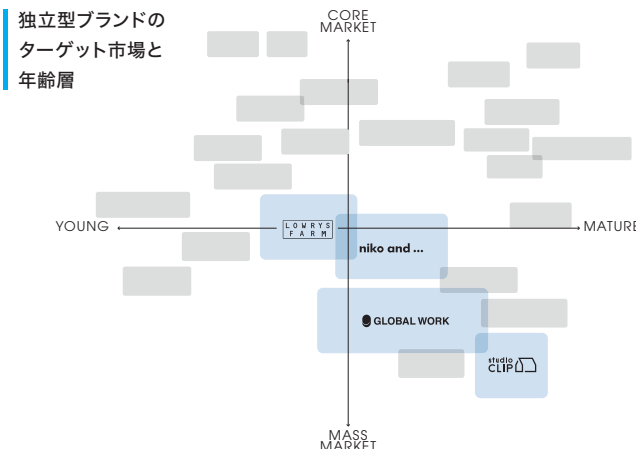 独立型ブランドの
ターゲット市場と
年齢層
CORE
MARKET
YOUNG
MATURE
LOWRYS
FARM
niko and ...
GLOBAL WORK
studio
CLIP
MASS
MARKET